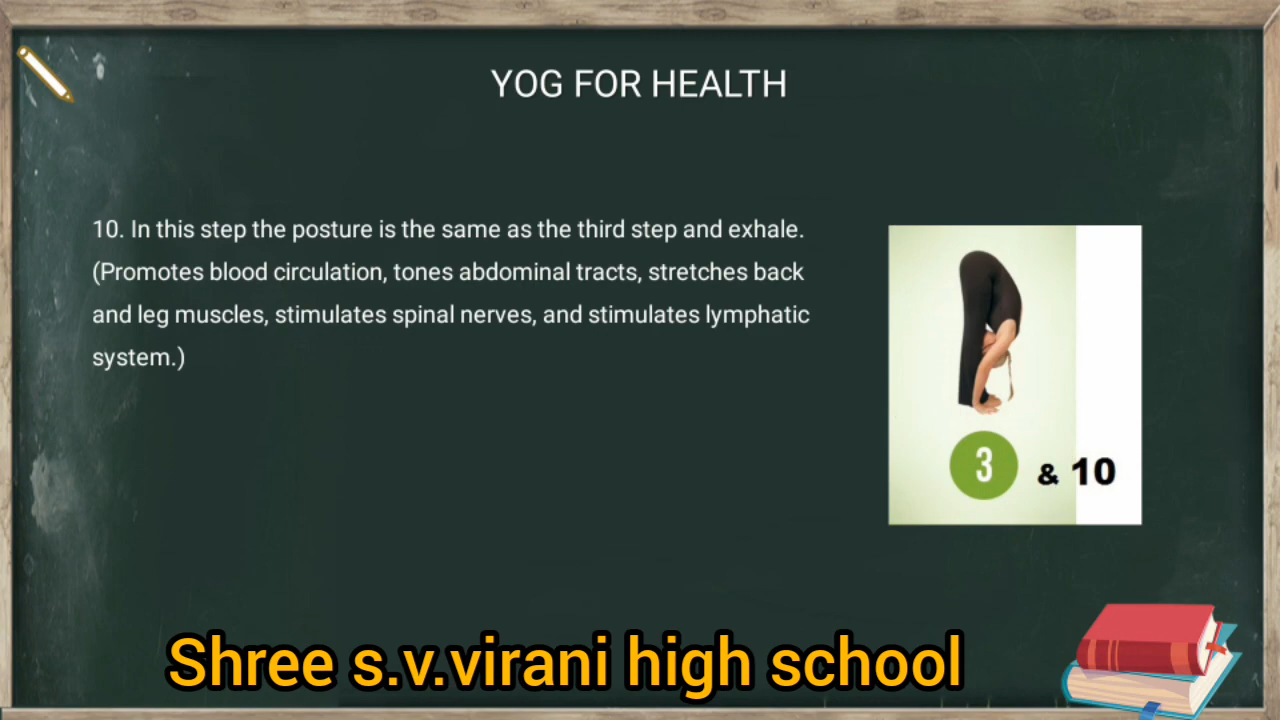 YOG FOR HEALTH
10. In this step the posture is the same as the third step and exhale.
(Promotes blood circulation, tones abdominal tracts, stretches back
and leg muscles, stimulates spinal nerves, and stimulates lymphatic
system.)
3 & 10
Shree s.v.virani high school